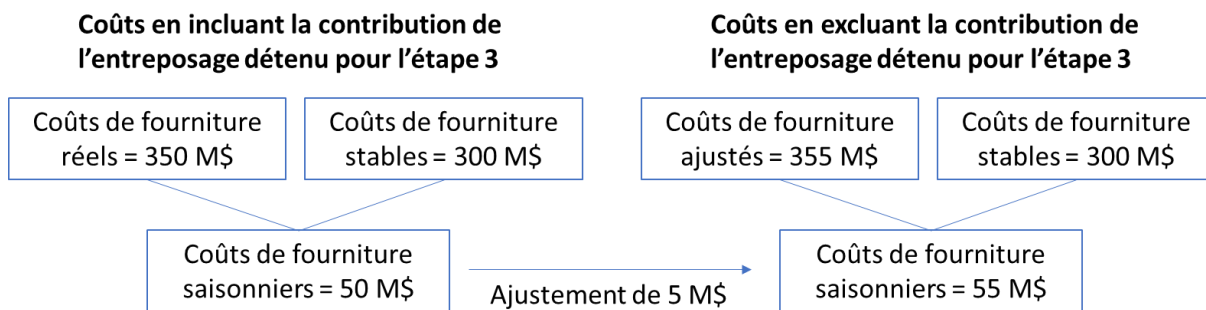 Coûts en incluant la contribution de
l’entreposage détenu pour l’étape 3
Coûts de fourniture
réels = 350 M$
Coûts de fourniture
stables = 300 M$
Coûts de fourniture
saisonniers = 50 M$
Ajustement de 5 M$
Coûts en excluant la contribution de
l’entreposage détenu pour l’étape 3
Coûts de fourniture
ajustés = 355 M$
Coûts de fourniture
stables = 300 M$
Coûts de fourniture
saisonniers = 55 M$